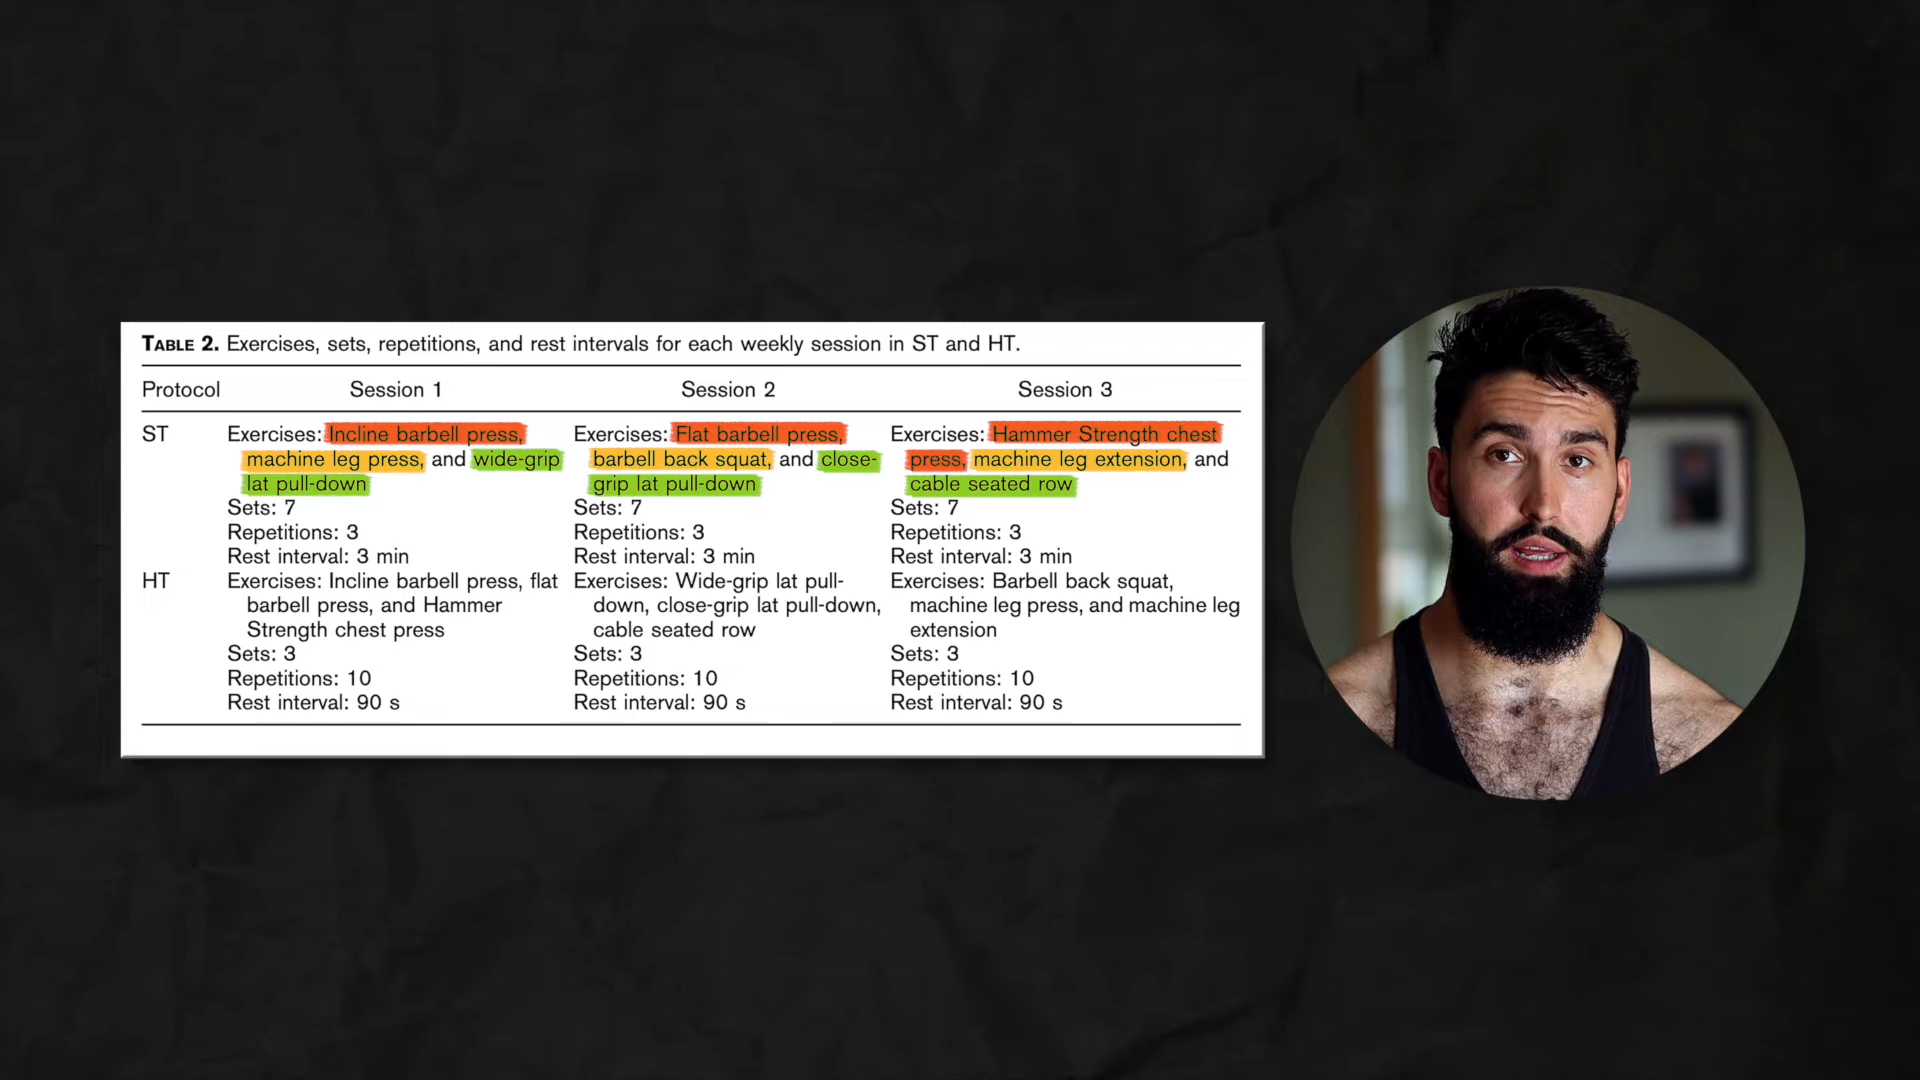 TABLE 2. Exercises, sets, repetitions, and rest intervals for each weekly session in ST and HT.
Protocol Session 1 Session 2 Session 3
ST Exercises: Incline barbell press, Exercises: Flat barbell press, Exercises: Hammer Strength chest
machine leg press, and wide-grip barbell back squat, and close- press, machine leg extension, and
lat pull-down grip lat pull-down cable seated row
Sets: 7 Sets: 7 Sets: 7
Repetitions: 3 Repetitions: 3 Repetitions: 3
Rest interval: 3 min Rest interval: 3 min Rest interval: 3 min
HT Exercises: Incline barbell press, flat Exercises: Wide-grip lat pull- Exercises: Barbell back squat,
barbell press, and Hammer down, close-grip lat pull-down, machine leg press, and machine leg
Strength chest press cable seated row extension
Sets: 3 Sets: 3 Sets: 3
Repetitions: 10 Repetitions: 10 Repetitions: 10
Rest interval: 90 s Rest interval: 90 s Rest interval: 90 s